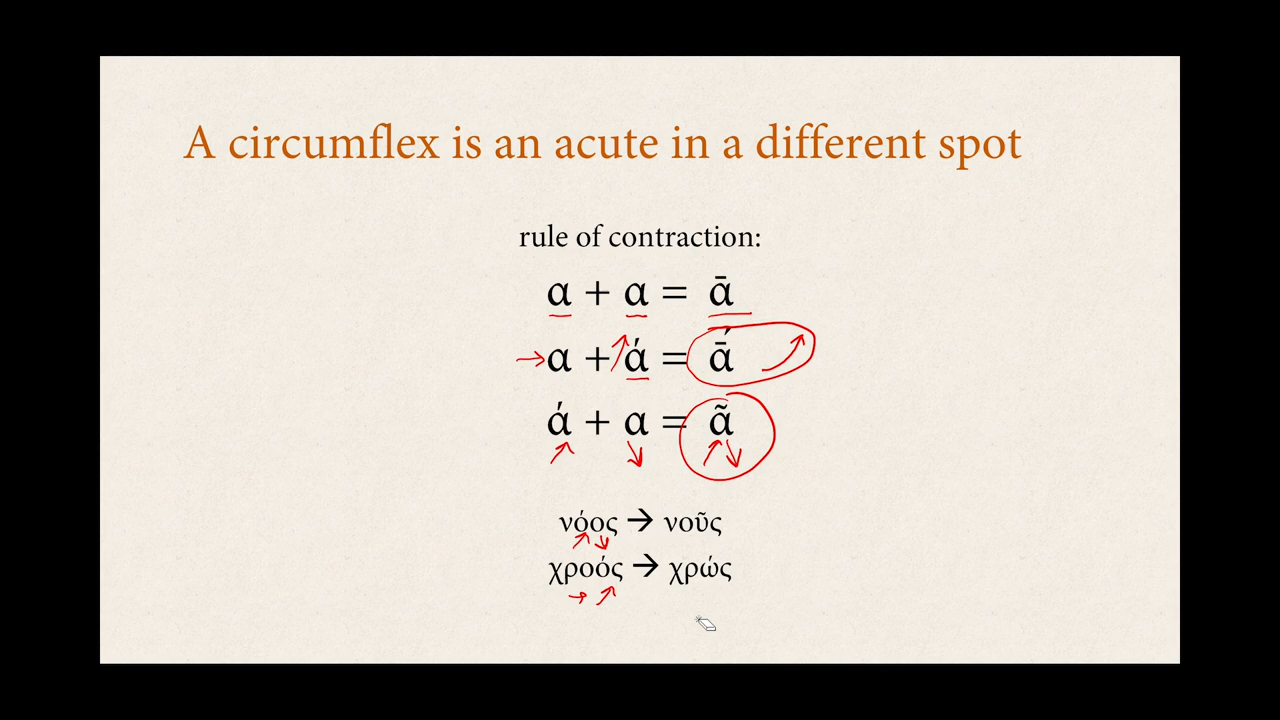 A circumflex is an acute in a different spot
rule of contraction:
α + α = ᾱ
α + ά = ᾱ́
ά + α = ᾶ
νόος → νοῦς
χροός → χρώς